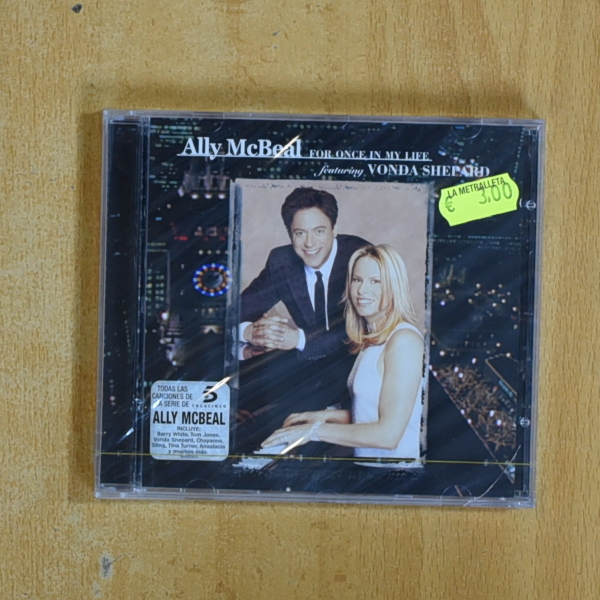 Ally McBeal FOR ONCE IN MY LIFE
featuring VONDA SHEPARD
LA METRALLETA
€ 3.00
TODAS LAS
CANCIONES DE
LA SERIE DE
ALLY MCBEAL
INCLUYE:
Barry White, Tom Jones,
Vonda Shepard, Chayanne,
Sting, Tina Turner, Anastacia
y muchos más.